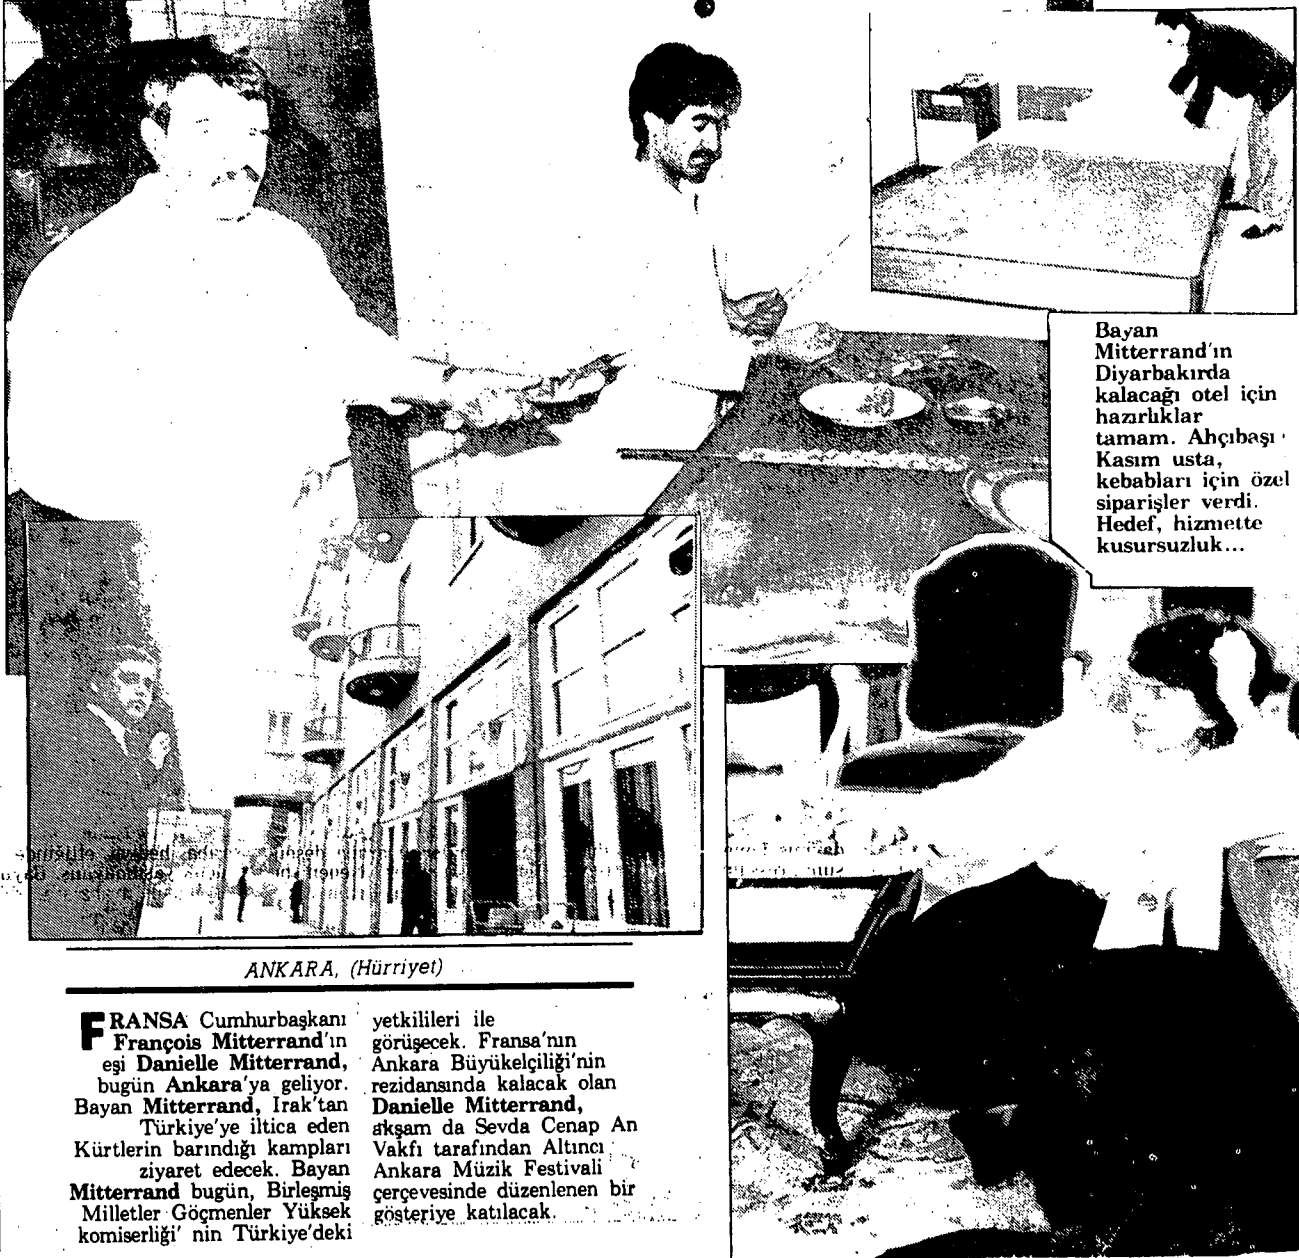 Bayan
Mitterrand'ın
Diyarbakırda
kalacağı otel için
hazırlıklar
tamam. Ahçıbaşı
Kasım usta,
kebabları için özel
siparişler verdi.
Hedef, hizmette
kusursuzluk...
ANKARA, (Hürriyet)
FRANSA Cumhurbaşkanı
François Mitterrand'ın
eşi Danielle Mitterrand,
bugün Ankara'ya geliyor.
Bayan Mitterrand, Irak'tan
Türkiye'ye iltica eden
Kürtlerin barındığı kampları
ziyaret edecek. Bayan
Mitterrand bugün, Birleşmiş
Milletler Göçmenler Yüksek
komiserliği' nin Türkiye'deki
yetkilileri ile
görüşecek. Fransa'nın
Ankara Büyükelçiliği'nin
rezidansında kalacak olan
Danielle Mitterrand,
akşam da Sevda Cenap An
Vakfı tarafından Altıncı
Ankara Müzik Festivali
çerçevesinde düzenlenen bir
gösteriye katılacak.